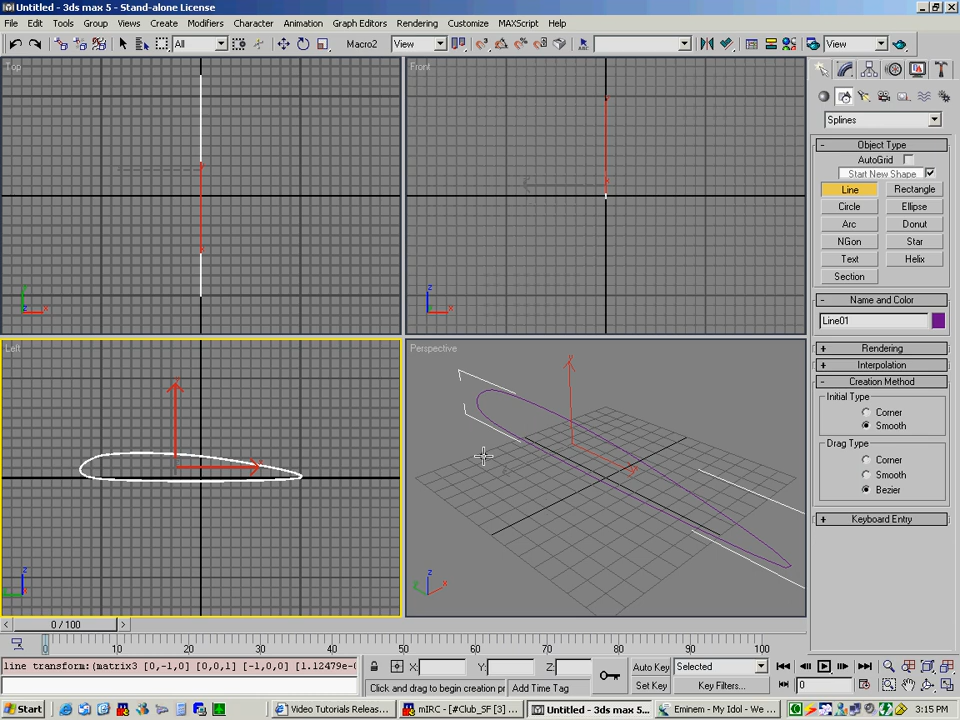 Untitled - 3ds max 5 - Stand-alone License
File Edit Tools Group Views Create Modifiers Character Animation Graph Editors Rendering Customize MAXScript Help
All Macro2 View View
Top
Front
Left
Perspective
Splines
- Object Type
AutoGrid
Start New Shape
Line Rectangle
Circle Ellipse
Arc Donut
NGon Star
Text Helix
Section
- Name and Color
Line01
+ Rendering
+ Interpolation
- Creation Method
Initial Type
Corner
Smooth
Drag Type
Corner
Smooth
Bezier
+ Keyboard Entry
0 / 100
0 10 20 30 40 50 60 70 80 90 100
line transform:(matrix3 [0,-1,0] [0,0,1] [-1,0,0] [1.12479e-
X: Y: Z: Auto Key Selected
Click and drag to begin creation pr Add Time Tag Set Key Key Filters... 0
Start Video Tutorials Releas... mIRC - [#Club_5F [3] ... Untitled - 3ds max 5... Eminem - My Idol - We ... 3:15 PM